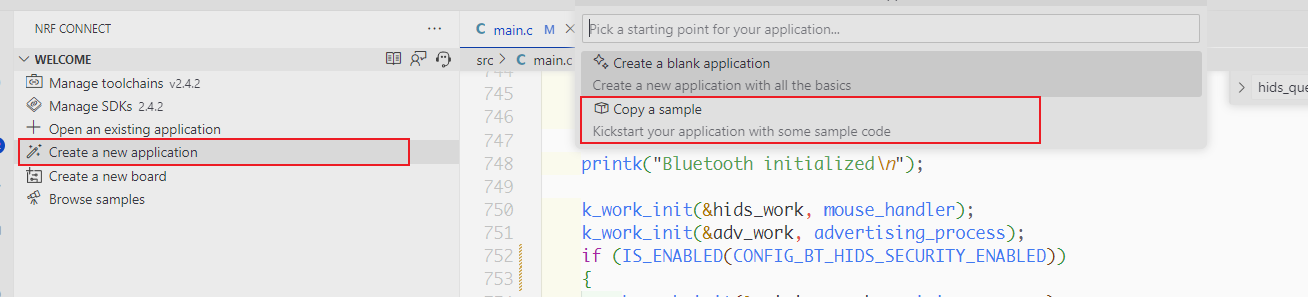 NRF CONNECT
WELCOME
Manage toolchains v2.4.2
Manage SDKs 2.4.2
Open an existing application
Create a new application
Create a new board
Browse samples
C main.c M
src > C main.c
Pick a starting point for your application...
Create a blank application
Create a new application with all the basics
Copy a sample
Kickstart your application with some sample code
hids_que
745
746
747
748 printk("Bluetooth initialized\n");
749
750 k_work_init(&hids_work, mouse_handler);
751 k_work_init(&adv_work, advertising_process);
752 if (IS_ENABLED(CONFIG_BT_HIDS_SECURITY_ENABLED))
753 {